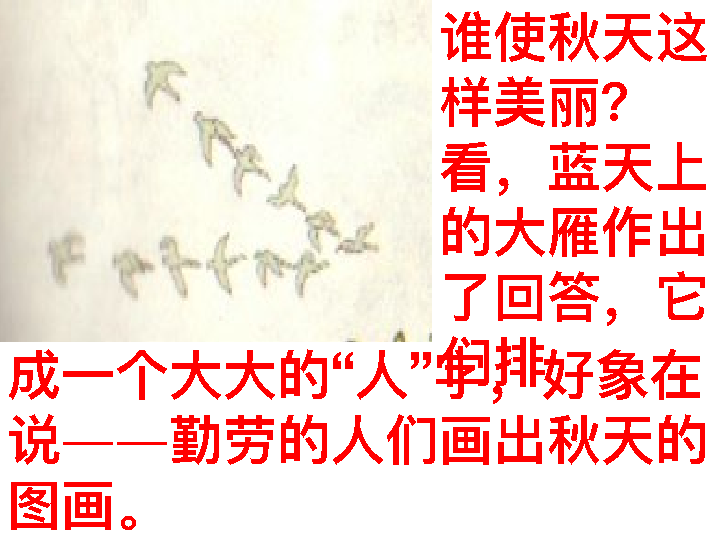 谁使秋天这
样美丽？
看，蓝天上
的大雁作出
了回答，它
们排
成一个大大的“人”字，好象在
说——勤劳的人们画出秋天的
图画。